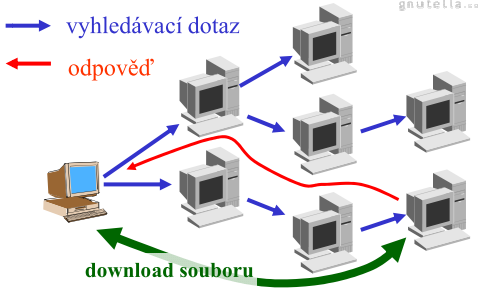 gnutella.cz
vyhledávací dotaz
odpověď
download souboru